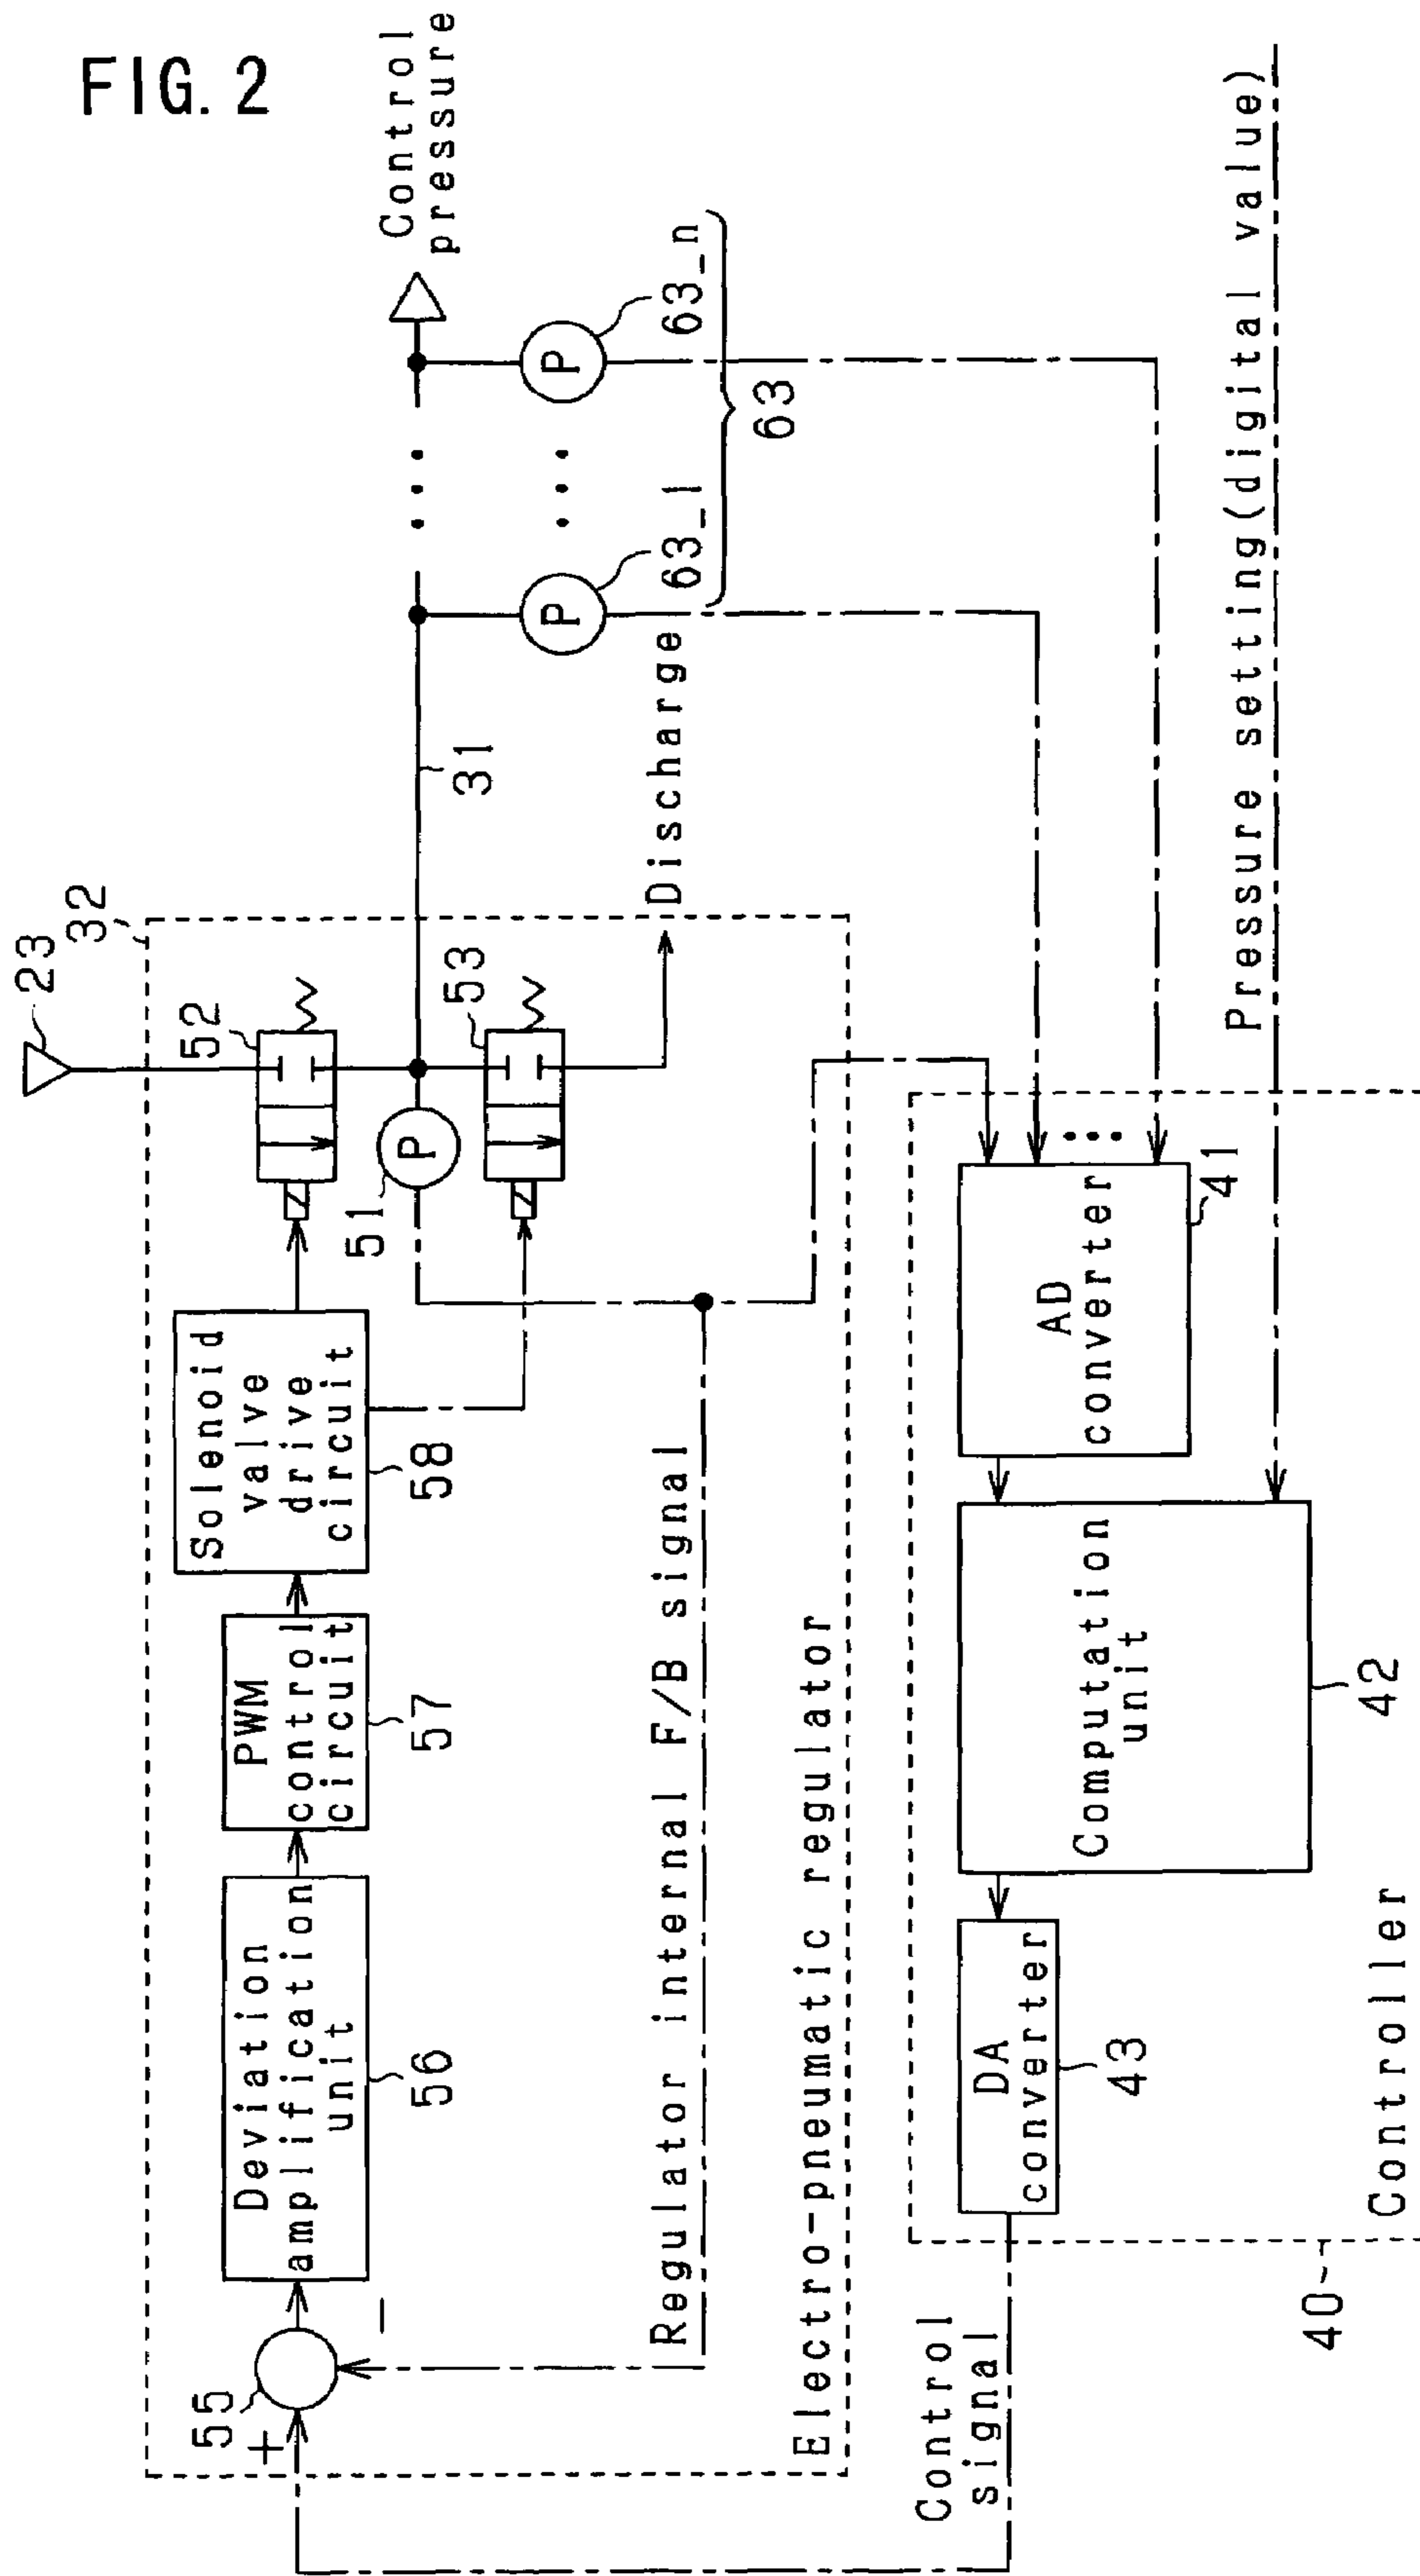 FIG. 2
23
32
52
53
51
31
Control
pressure
63_1
63_n
63
Discharge
Solenoid
valve
drive
circuit
58
PWM
control
circuit
57
Deviation
amplification
unit
56
55
+
−
P
P
P
Regulator internal F/B signal
Electro-pneumatic regulator
Pressure setting(digital value)
AD
converter
41
Computation
unit
42
DA
converter
43
Control
signal
40
Controller